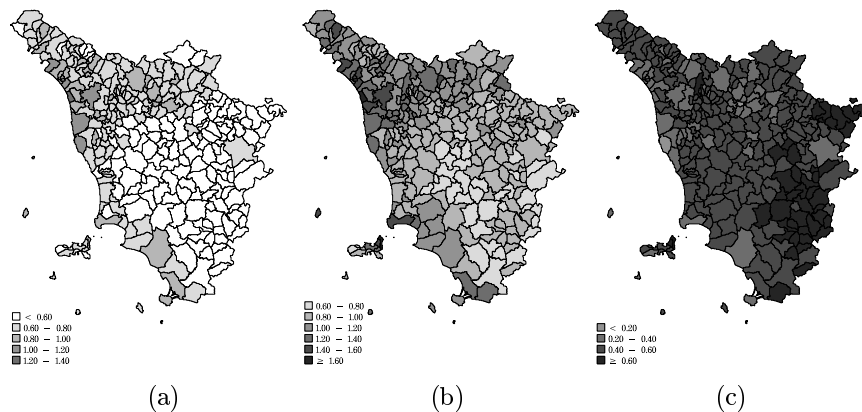 < 0.60
0.60 − 0.80
0.80 − 1.00
1.00 − 1.20
1.20 − 1.40
0.60 − 0.80
0.80 − 1.00
1.00 − 1.20
1.20 − 1.40
1.40 − 1.60
≥ 1.60
< 0.20
0.20 − 0.40
0.40 − 0.60
≥ 0.60
(a)
(b)
(c)